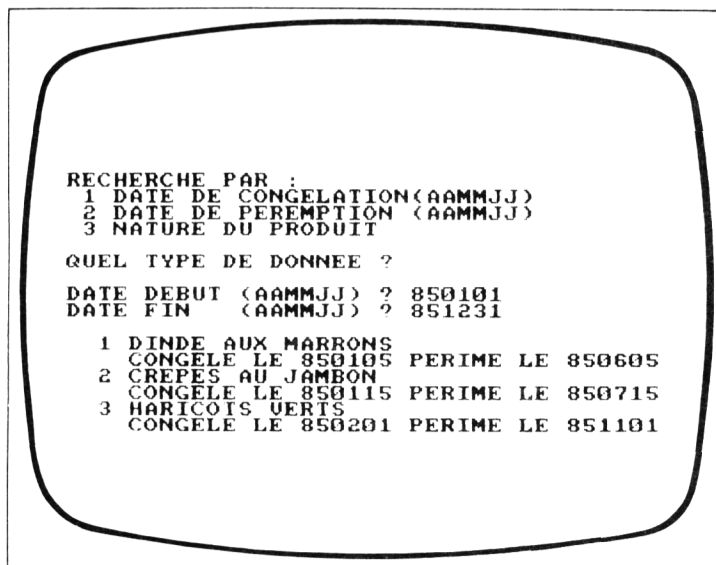 RECHERCHE PAR :
1 DATE DE CONGELATION(AAMMJJ)
2 DATE DE PEREMPTION (AAMMJJ)
3 NATURE DU PRODUIT
QUEL TYPE DE DONNEE ?
DATE DEBUT (AAMMJJ) ? 850101
DATE FIN (AAMMJJ) ? 851231
1 DINDE AUX MARRONS
CONGELE LE 850105 PERIME LE 850605
2 CREPES AU JAMBON
CONGELE LE 850115 PERIME LE 850715
3 HARICOTS VERTS
CONGELE LE 850201 PERIME LE 851101